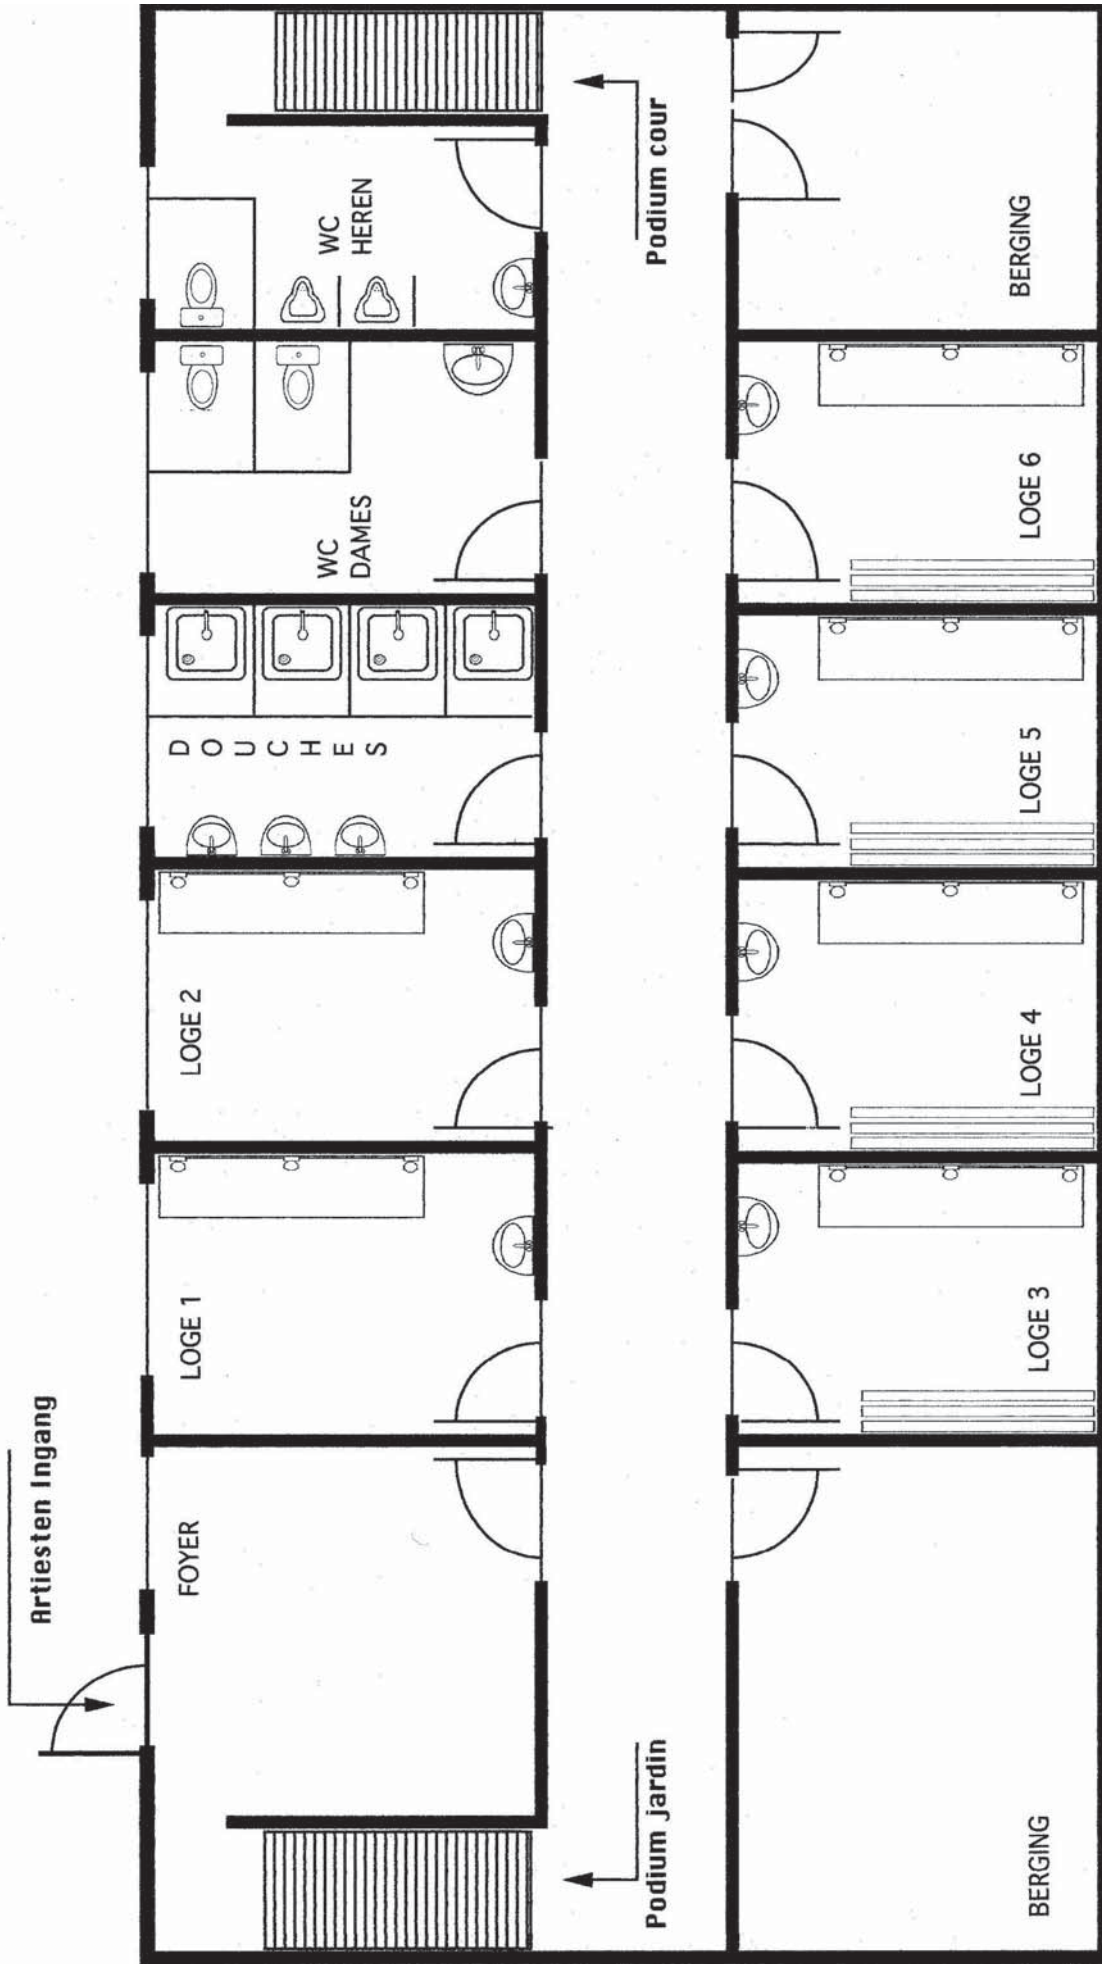 Artiesten Ingang
FOYER
LOGE 1
LOGE 2
DOUCHES
WC
DAMES
WC
HEREN
Podium jardin
Podium cour
BERGING
LOGE 3
LOGE 4
LOGE 5
LOGE 6
BERGING